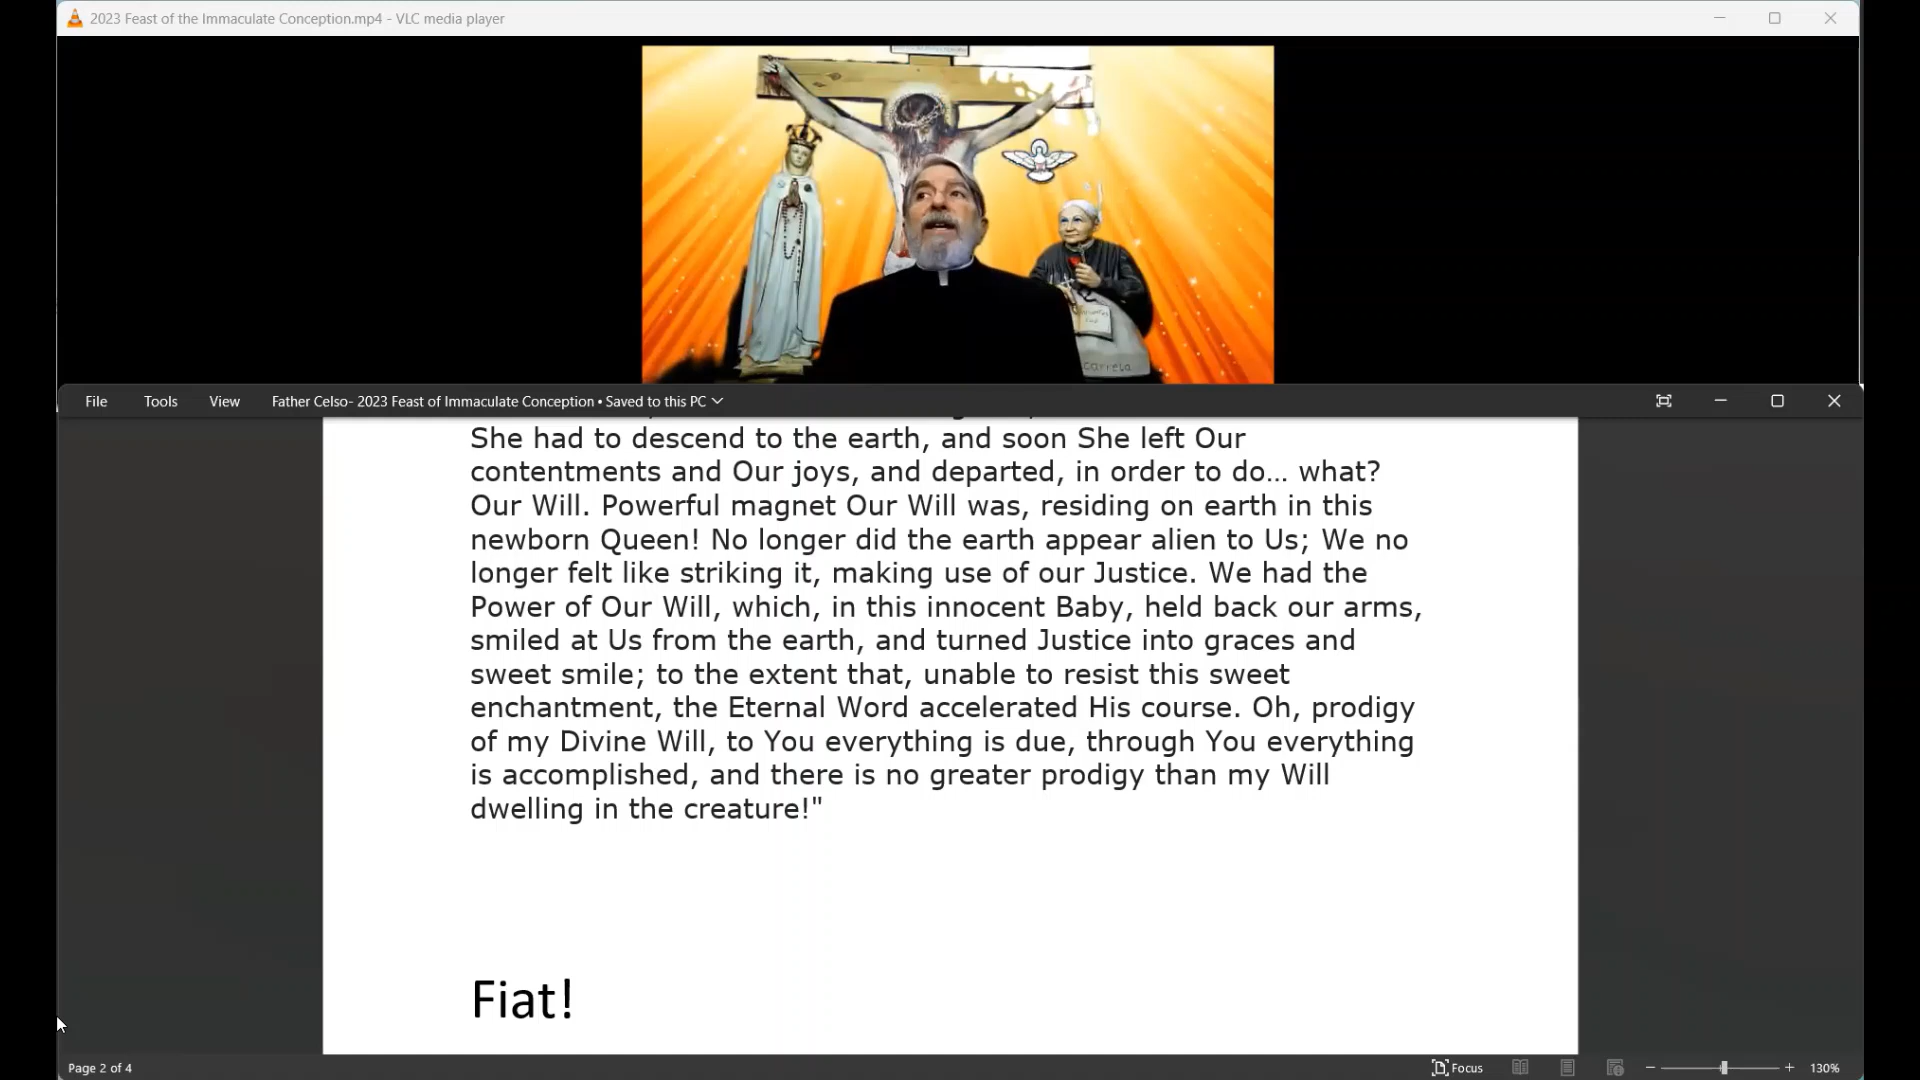 2023 Feast of the Immaculate Conception.mp4 - VLC media player
carreta
File Tools View Father Celso- 2023 Feast of Immaculate Conception • Saved to this PC
She had to descend to the earth, and soon She left Our
contentments and Our joys, and departed, in order to do... what?
Our Will. Powerful magnet Our Will was, residing on earth in this
newborn Queen! No longer did the earth appear alien to Us; We no
longer felt like striking it, making use of our Justice. We had the
Power of Our Will, which, in this innocent Baby, held back our arms,
smiled at Us from the earth, and turned Justice into graces and
sweet smile; to the extent that, unable to resist this sweet
enchantment, the Eternal Word accelerated His course. Oh, prodigy
of my Divine Will, to You everything is due, through You everything
is accomplished, and there is no greater prodigy than my Will
dwelling in the creature!"
Fiat!
Page 2 of 4 Focus 130%